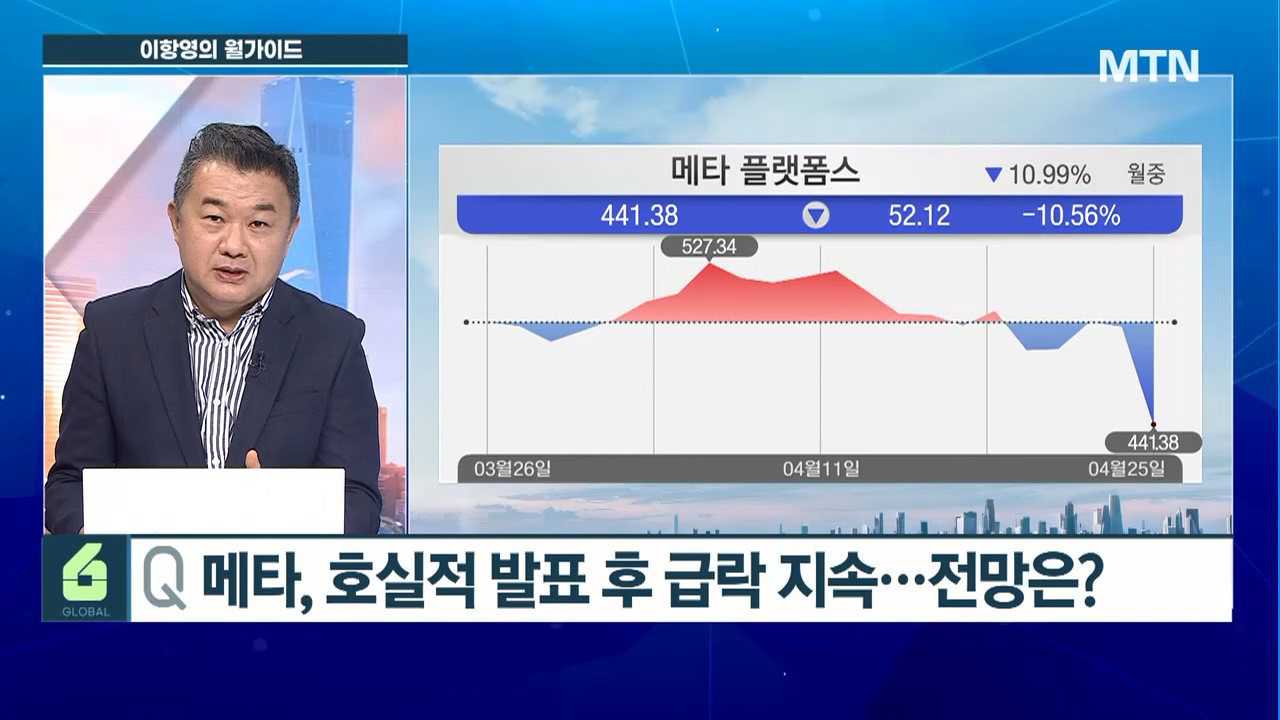 이항영의 월가이드
MTN
메타 플랫폼스 ▼10.99% 월중
441.38 ▽ 52.12 -10.56%
527.34
441.38
03월26일 04월11일 04월25일
6 GLOBAL
Q 메타, 호실적 발표 후 급락 지속…전망은?